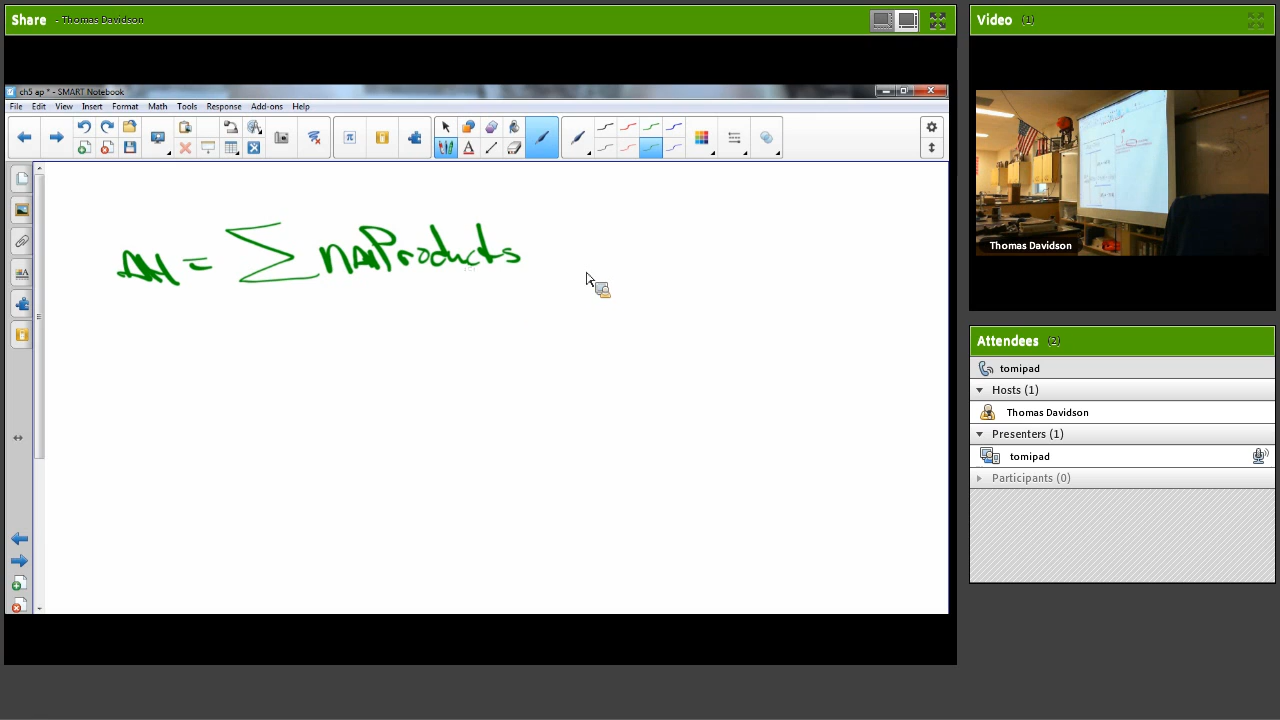 Share - Thomas Davidson
Video (1)
ch5 ap * - SMART Notebook
File Edit View Insert Format Math Tools Response Add-ons Help
ΔH = ∑ nΔHProducts
Thomas Davidson
Attendees (2)
tomipad
Hosts (1)
Thomas Davidson
Presenters (1)
tomipad
Participants (0)